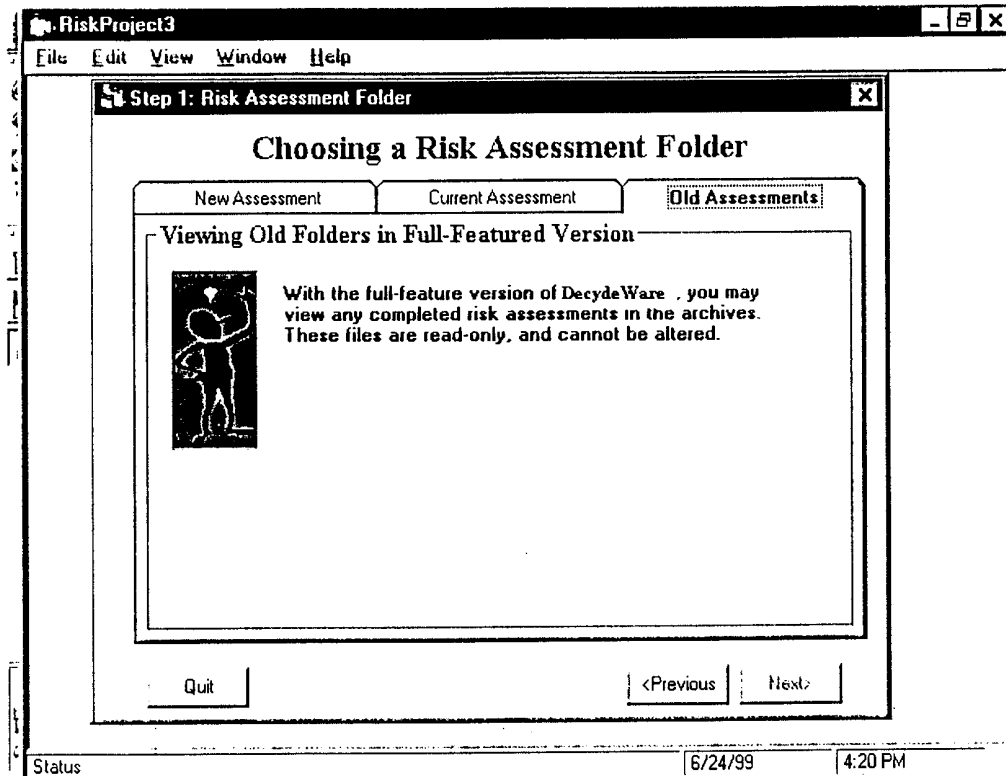 RiskProject3
File Edit View Window Help
Step 1: Risk Assessment Folder
Choosing a Risk Assessment Folder
New Assessment Current Assessment Old Assessments
Viewing Old Folders in Full-Featured Version
With the full-feature version of DecydeWare , you may
view any completed risk assessments in the archives.
These files are read-only, and cannot be altered.
Quit <Previous Next>
Status 6/24/99 4:20 PM